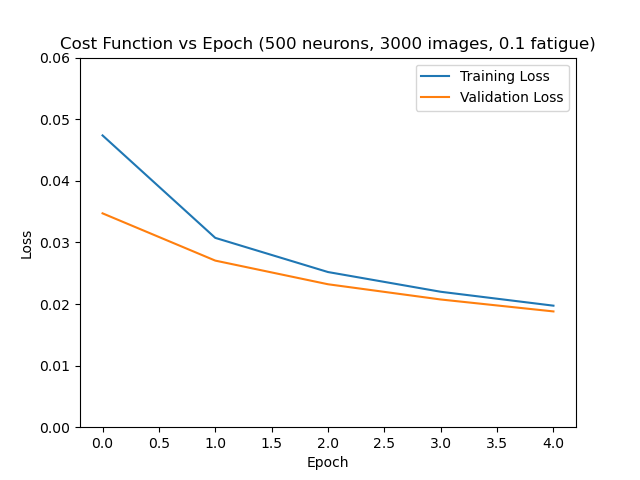 Cost Function vs Epoch (500 neurons, 3000 images, 0.1 fatigue)
Training Loss
Validation Loss
0.06
0.05
0.04
0.03
0.02
0.01
0.00
Loss
0.0 0.5 1.0 1.5 2.0 2.5 3.0 3.5 4.0
Epoch